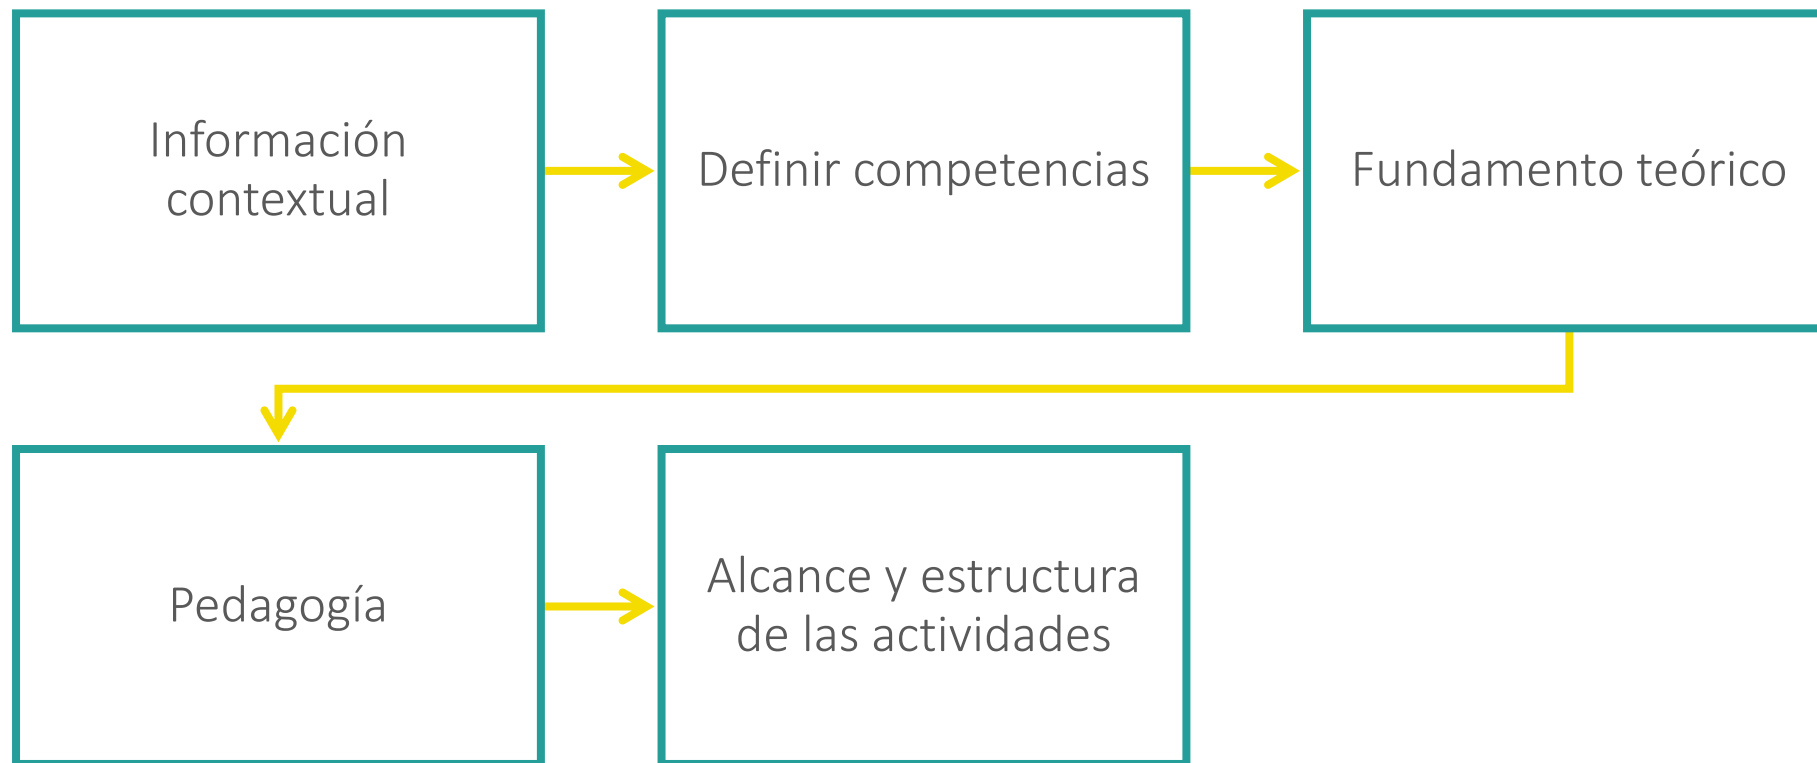 Información
contextual
Definir competencias
Fundamento teórico
Pedagogía
Alcance y estructura
de las actividades